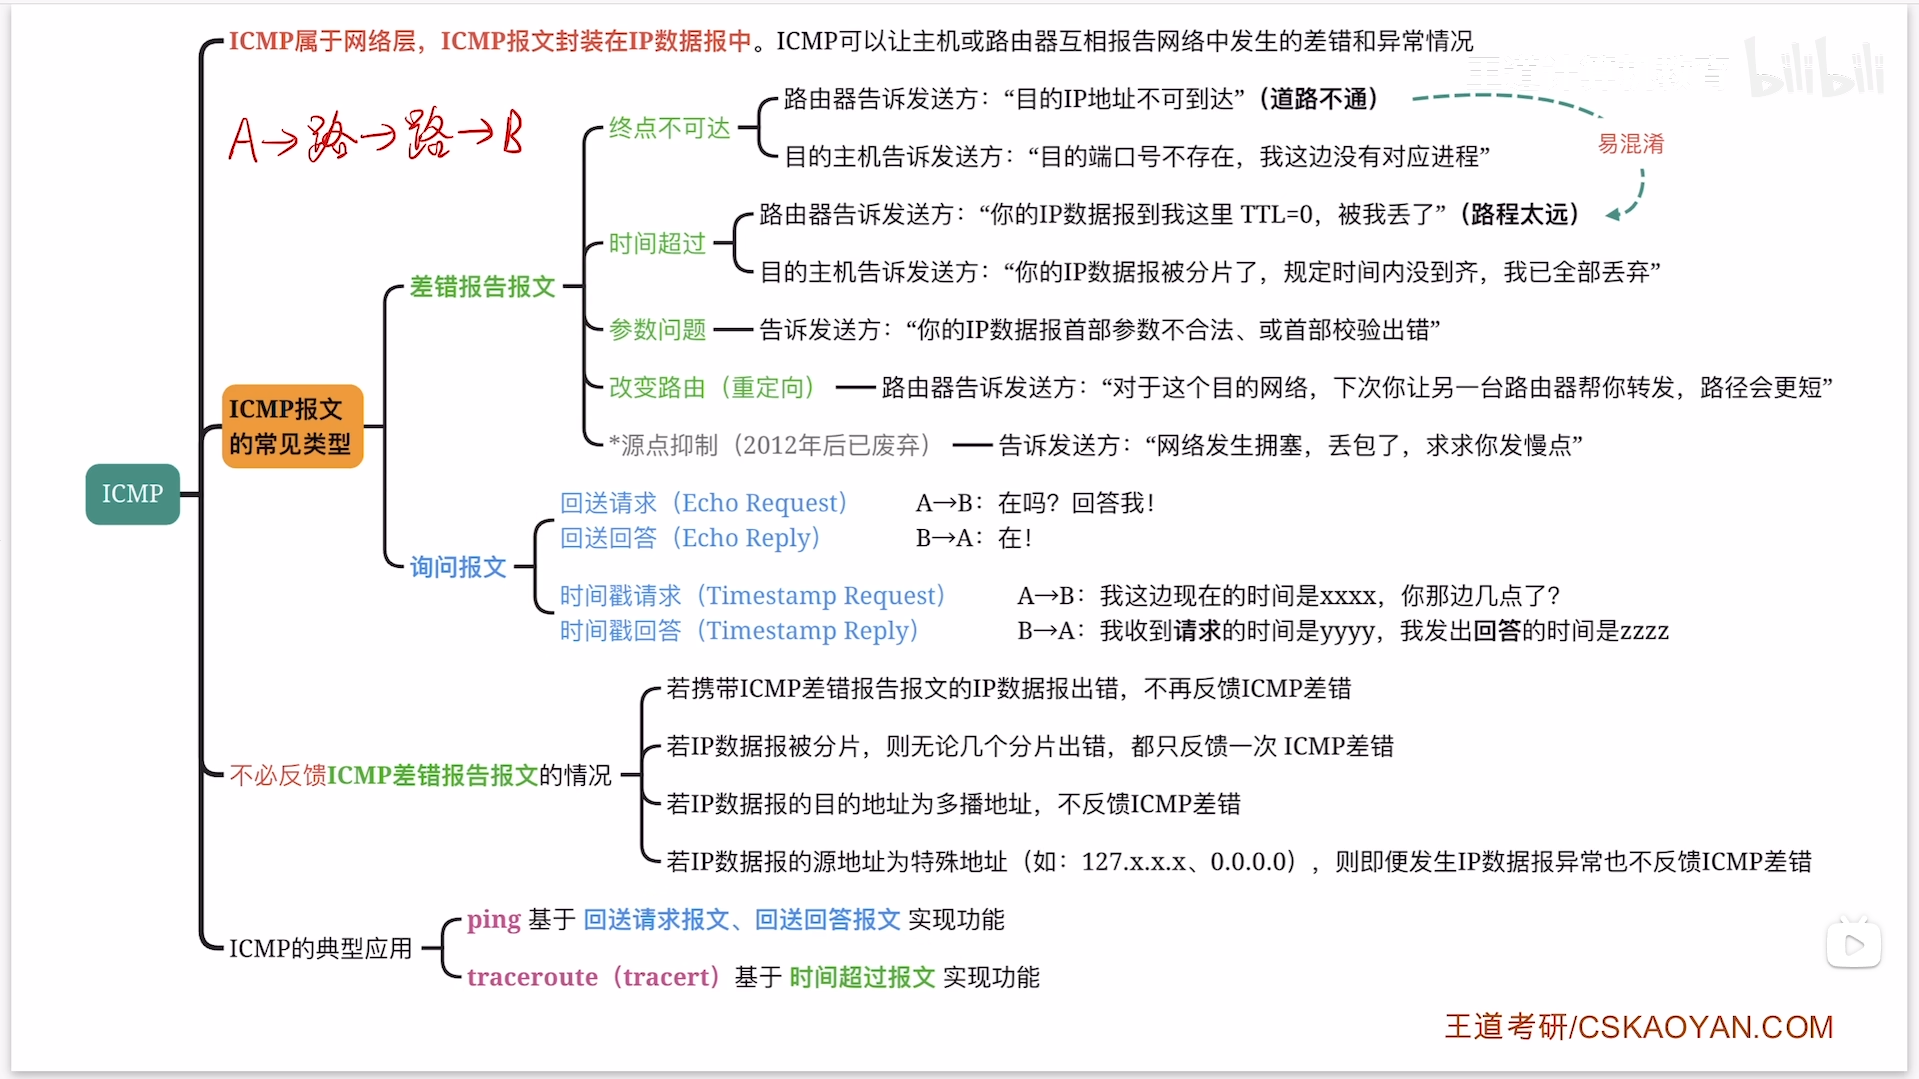 ICMP属于网络层，ICMP报文封装在IP数据报中。ICMP可以让主机或路由器互相报告网络中发生的差错和异常情况
bilibili
A→路→路→B
终点不可达
路由器告诉发送方：“目的IP地址不可到达”（道路不通）
易混淆
目的主机告诉发送方：“目的端口号不存在，我这边没有对应进程”
时间超过
路由器告诉发送方：“你的IP数据报到我这里 TTL=0，被我丢了”（路程太远）
目的主机告诉发送方：“你的IP数据报被分片了，规定时间内没到齐，我已全部丢弃”
差错报告报文
参数问题
告诉发送方：“你的IP数据报首部参数不合法、或首部校验出错”
改变路由（重定向）
路由器告诉发送方：“对于这个目的网络，下次你让另一台路由器帮你转发，路径会更短”
*源点抑制（2012年后已废弃）
告诉发送方：“网络发生拥塞，丢包了，求求你发慢点”
ICMP报文
的常见类型
ICMP
询问报文
回送请求（Echo Request） A→B：在吗？回答我！
回送回答（Echo Reply） B→A：在！
时间戳请求（Timestamp Request） A→B：我这边现在的时间是xxxx，你那边几点了？
时间戳回答（Timestamp Reply） B→A：我收到请求的时间是yyyy，我发出回答的时间是zzzz
不必反馈ICMP差错报告报文的情况
若携带ICMP差错报告报文的IP数据报出错，不再反馈ICMP差错
若IP数据报被分片，则无论几个分片出错，都只反馈一次 ICMP差错
若IP数据报的目的地址为多播地址，不反馈ICMP差错
若IP数据报的源地址为特殊地址（如：127.x.x.x、0.0.0.0），则即便发生IP数据报异常也不反馈ICMP差错
ICMP的典型应用
ping 基于 回送请求报文、回送回答报文 实现功能
traceroute（tracert）基于 时间超过报文 实现功能
王道考研/CSKAOYAN.COM